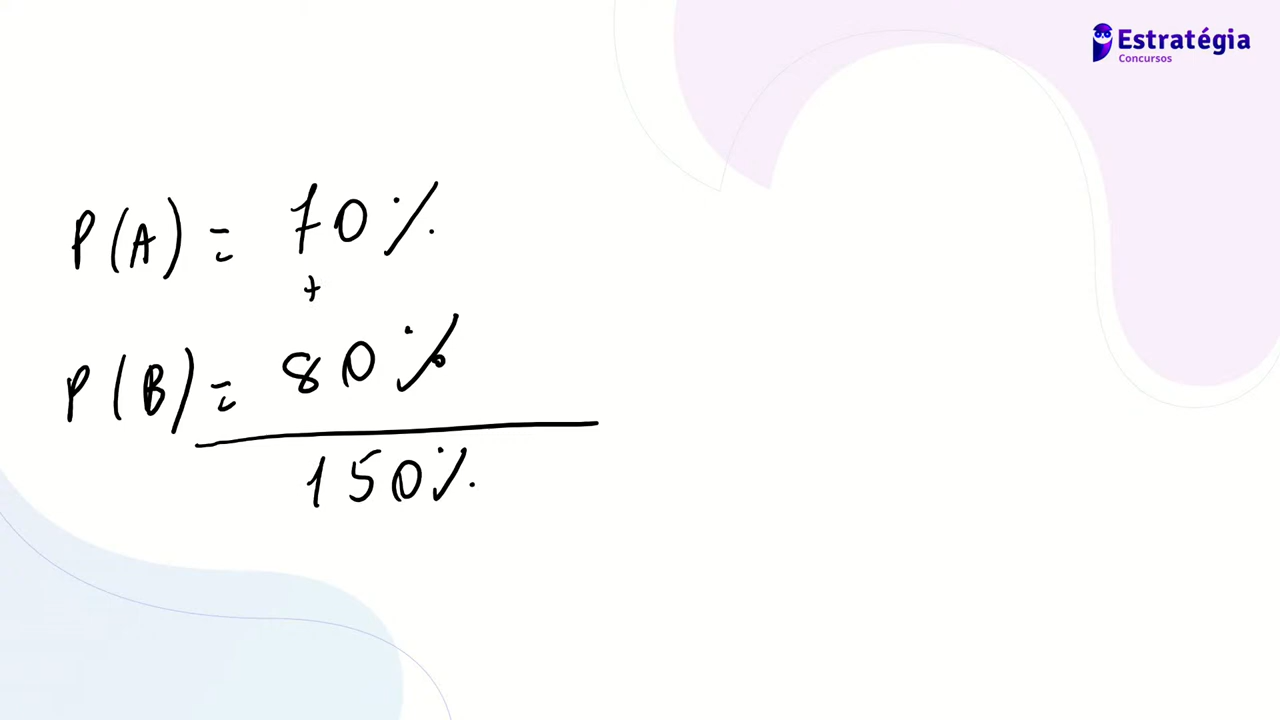 Estratégia
Concursos
P(A) = 70%
+
P(B) = 80%
150%